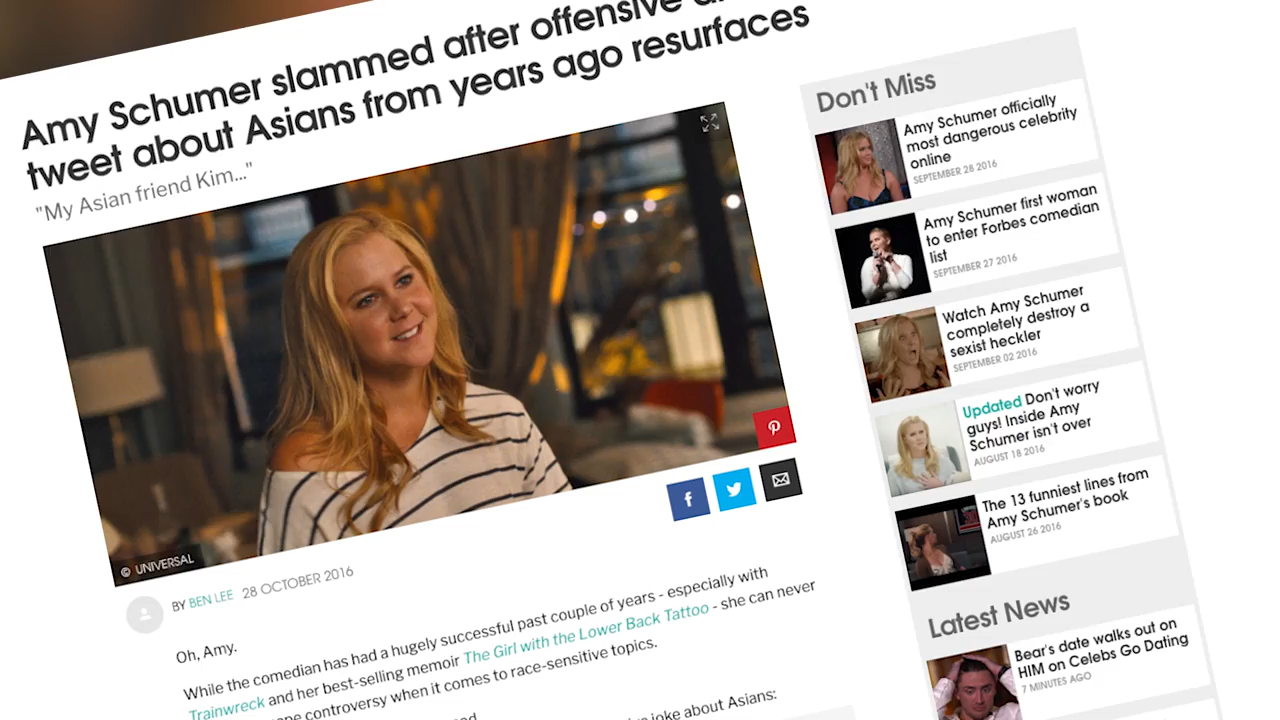 Amy Schumer slammed after offensive
tweet about Asians from years ago resurfaces
"My Asian friend Kim..."
© UNIVERSAL
BY BEN LEE 28 OCTOBER 2016
Oh, Amy.
While the comedian has had a hugely successful past couple of years - especially with
Trainwreck and her best-selling memoir The Girl with the Lower Back Tattoo - she can never
controversy when it comes to race-sensitive topics.
joke about Asians:
Don't Miss
Amy Schumer officially
most dangerous celebrity
online
SEPTEMBER 28 2016
Amy Schumer first woman
to enter Forbes comedian
list
SEPTEMBER 27 2016
Watch Amy Schumer
completely destroy a
sexist heckler
SEPTEMBER 02 2016
Updated Don't worry
guys! Inside Amy
Schumer isn't over
AUGUST 18 2016
The 13 funniest lines from
Amy Schumer's book
AUGUST 26 2016
Latest News
Bear's date walks out on
HIM on Celebs Go Dating
7 MINUTES AGO